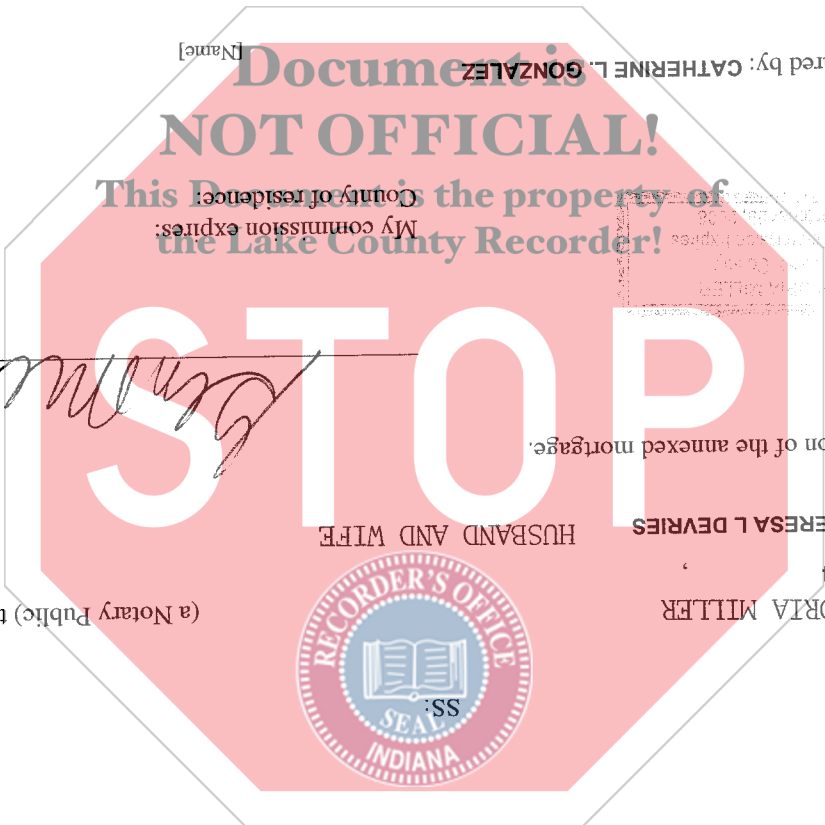 Document is
NOT OFFICIAL!
This Document is the property of
the Lake County Recorder!
STOP
RECORDER'S OFFICE
SEAL
INDIANA
SS:
ORIA MILLER (a Notary Public) t
,
ERESA L DEVRIES HUSBAND AND WIFE
on of the annexed mortgage.
My commission expires:
County of residence:
red by: CATHERINE L. GONZALEZ [Name]